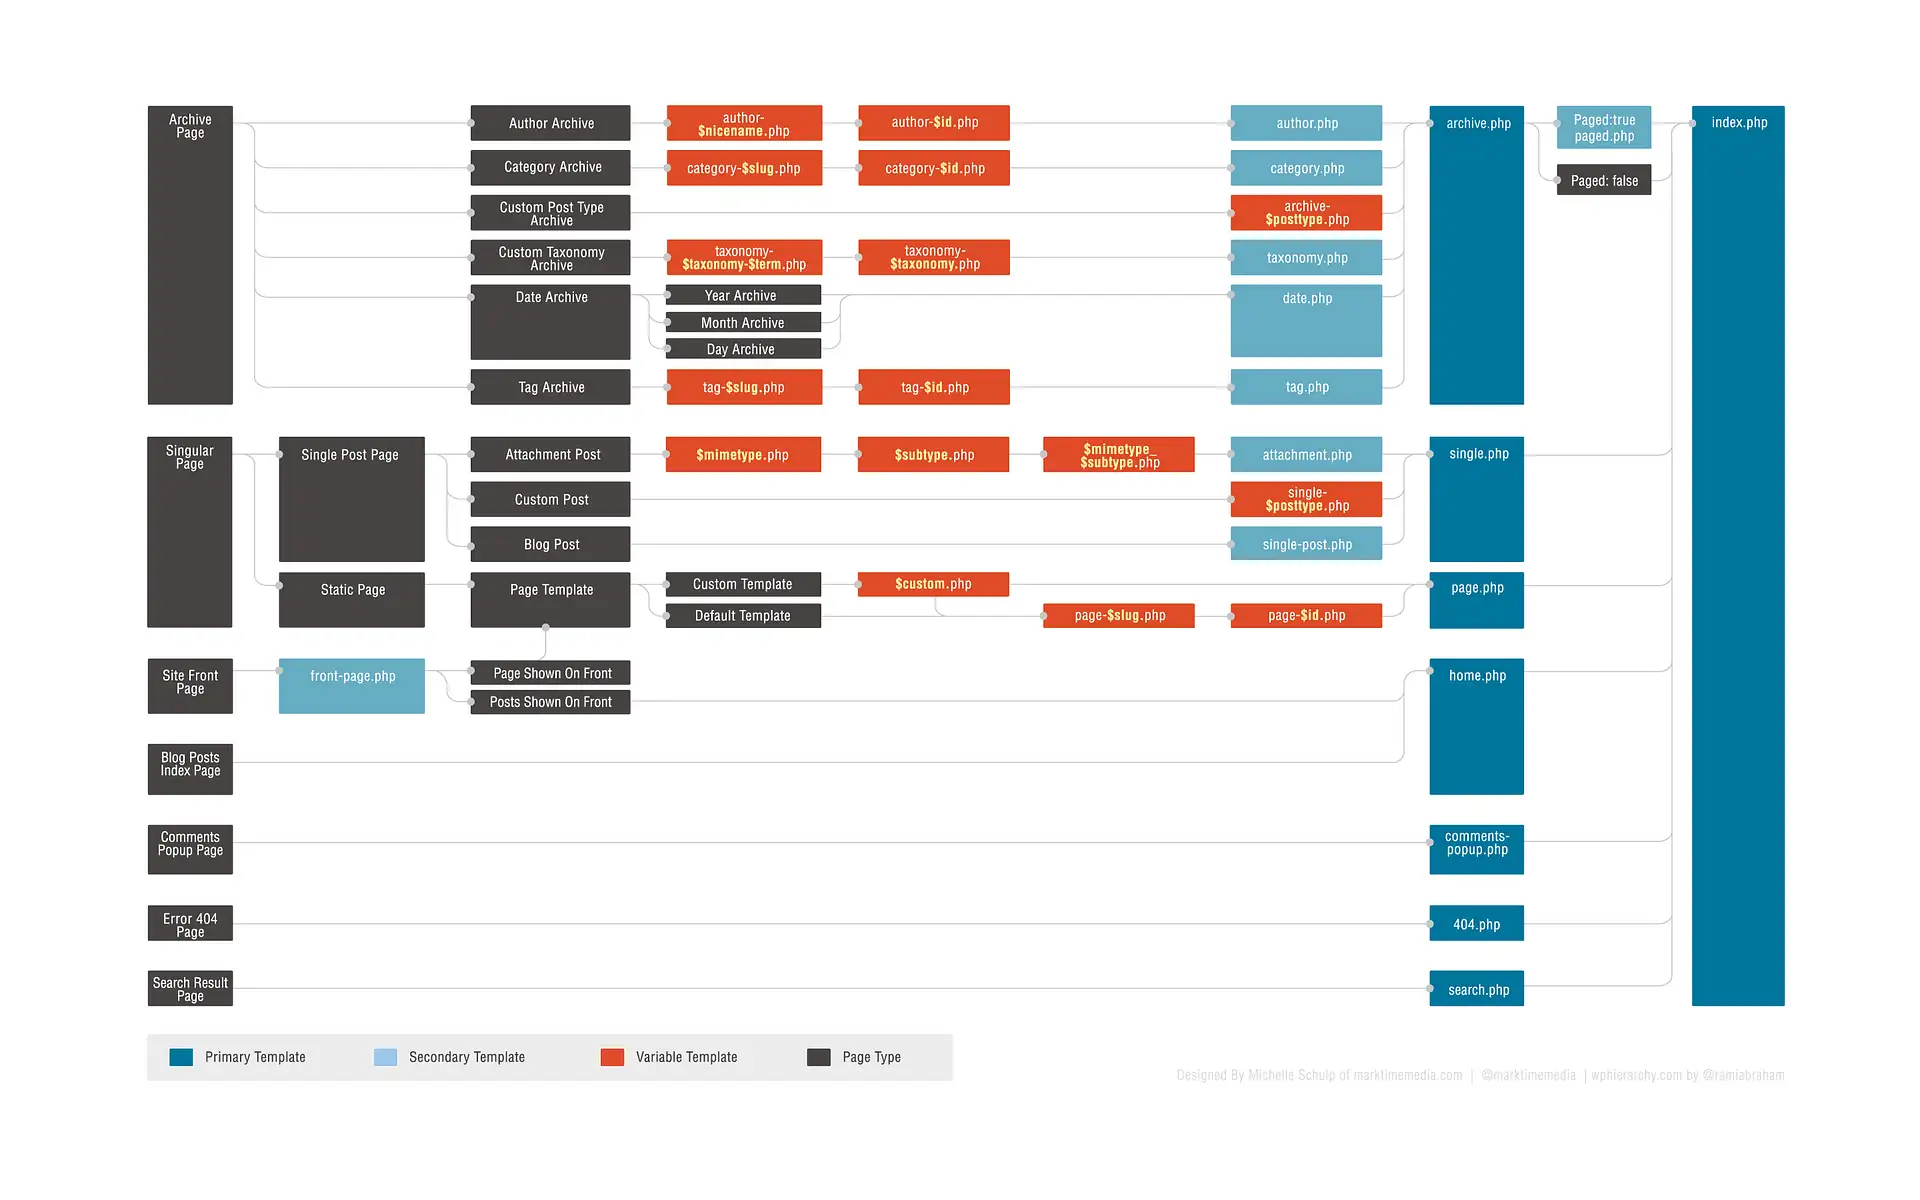 Archive
Page
Author Archive
author-
$nicename.php
author-$id.php
author.php
archive.php
Paged:true
paged.php
index.php
Category Archive
category-$slug.php
category-$id.php
category.php
Paged: false
Custom Post Type
Archive
archive-
$posttype.php
Custom Taxonomy
Archive
taxonomy-
$taxonomy-$term.php
taxonomy-
$taxonomy.php
taxonomy.php
Date Archive
Year Archive
Month Archive
Day Archive
date.php
Tag Archive
tag-$slug.php
tag-$id.php
tag.php
Singular
Page
Single Post Page
Attachment Post
$mimetype.php
$subtype.php
$mimetype_
$subtype.php
attachment.php
single.php
Custom Post
single-
$posttype.php
Blog Post
single-post.php
Static Page
Page Template
Custom Template
$custom.php
page.php
Default Template
page-$slug.php
page-$id.php
Site Front
Page
front-page.php
Page Shown On Front
Posts Shown On Front
home.php
Blog Posts
Index Page
Comments
Popup Page
comments-
popup.php
Error 404
Page
404.php
Search Result
Page
search.php
Primary Template
Secondary Template
Variable Template
Page Type
Designed By Michelle Schulp of marktimemedia.com | @marktimemedia | wphierarchy.com by @ramiabraham